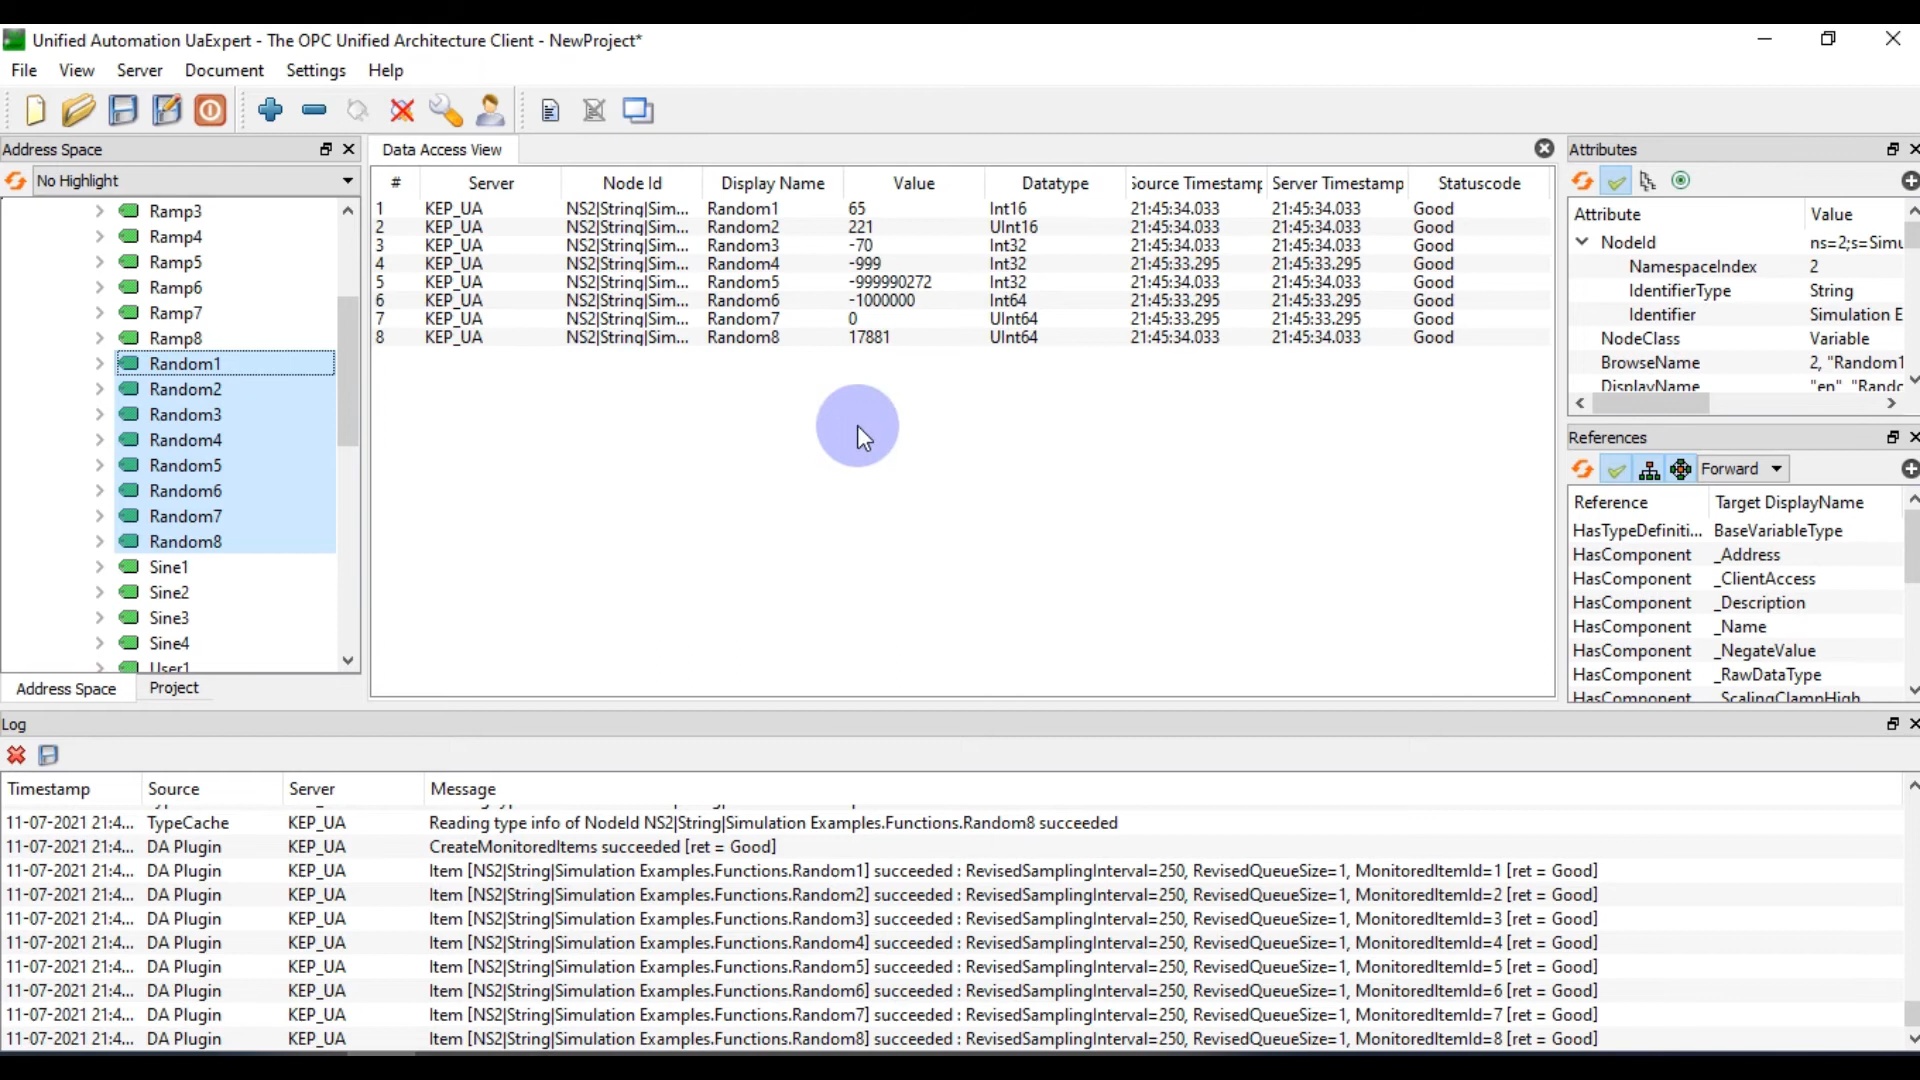 Unified Automation UaExpert - The OPC Unified Architecture Client - NewProject*
File View Server Document Settings Help
Address Space
No Highlight
Ramp3
Ramp4
Ramp5
Ramp6
Ramp7
Ramp8
Random1
Random2
Random3
Random4
Random5
Random6
Random7
Random8
Sine1
Sine2
Sine3
Sine4
User1
Address Space Project
Data Access View
# Server Node Id Display Name Value Datatype Source Timestamp Server Timestamp Statuscode
1 KEP_UA NS2|String|Sim... Random1 65 Int16 21:45:34.033 21:45:34.033 Good
2 KEP_UA NS2|String|Sim... Random2 221 UInt16 21:45:34.033 21:45:34.033 Good
3 KEP_UA NS2|String|Sim... Random3 -70 Int32 21:45:34.033 21:45:34.033 Good
4 KEP_UA NS2|String|Sim... Random4 -999 Int32 21:45:33.295 21:45:33.295 Good
5 KEP_UA NS2|String|Sim... Random5 -999990272 Int32 21:45:34.033 21:45:34.033 Good
6 KEP_UA NS2|String|Sim... Random6 -1000000 Int64 21:45:33.295 21:45:33.295 Good
7 KEP_UA NS2|String|Sim... Random7 0 UInt64 21:45:33.295 21:45:33.295 Good
8 KEP_UA NS2|String|Sim... Random8 17881 UInt64 21:45:34.033 21:45:34.033 Good
Attributes
Attribute Value
NodeId ns=2;s=Simu
NamespaceIndex 2
IdentifierType String
Identifier Simulation E
NodeClass Variable
BrowseName 2, "Random1
DisplayName "en", "Rando
References
Forward
Reference Target DisplayName
HasTypeDefiniti... BaseVariableType
HasComponent _Address
HasComponent _ClientAccess
HasComponent _Description
HasComponent _Name
HasComponent _NegateValue
HasComponent _RawDataType
HasComponent _ScalingClampHigh
Log
Timestamp Source Server Message
11-07-2021 21:4... TypeCache KEP_UA Reading type info of NodeId NS2|String|Simulation Examples.Functions.Random8 succeeded
11-07-2021 21:4... DA Plugin KEP_UA CreateMonitoredItems succeeded [ret = Good]
11-07-2021 21:4... DA Plugin KEP_UA Item [NS2|String|Simulation Examples.Functions.Random1] succeeded : RevisedSamplingInterval=250, RevisedQueueSize=1, MonitoredItemId=1 [ret = Good]
11-07-2021 21:4... DA Plugin KEP_UA Item [NS2|String|Simulation Examples.Functions.Random2] succeeded : RevisedSamplingInterval=250, RevisedQueueSize=1, MonitoredItemId=2 [ret = Good]
11-07-2021 21:4... DA Plugin KEP_UA Item [NS2|String|Simulation Examples.Functions.Random3] succeeded : RevisedSamplingInterval=250, RevisedQueueSize=1, MonitoredItemId=3 [ret = Good]
11-07-2021 21:4... DA Plugin KEP_UA Item [NS2|String|Simulation Examples.Functions.Random4] succeeded : RevisedSamplingInterval=250, RevisedQueueSize=1, MonitoredItemId=4 [ret = Good]
11-07-2021 21:4... DA Plugin KEP_UA Item [NS2|String|Simulation Examples.Functions.Random5] succeeded : RevisedSamplingInterval=250, RevisedQueueSize=1, MonitoredItemId=5 [ret = Good]
11-07-2021 21:4... DA Plugin KEP_UA Item [NS2|String|Simulation Examples.Functions.Random6] succeeded : RevisedSamplingInterval=250, RevisedQueueSize=1, MonitoredItemId=6 [ret = Good]
11-07-2021 21:4... DA Plugin KEP_UA Item [NS2|String|Simulation Examples.Functions.Random7] succeeded : RevisedSamplingInterval=250, RevisedQueueSize=1, MonitoredItemId=7 [ret = Good]
11-07-2021 21:4... DA Plugin KEP_UA Item [NS2|String|Simulation Examples.Functions.Random8] succeeded : RevisedSamplingInterval=250, RevisedQueueSize=1, MonitoredItemId=8 [ret = Good]